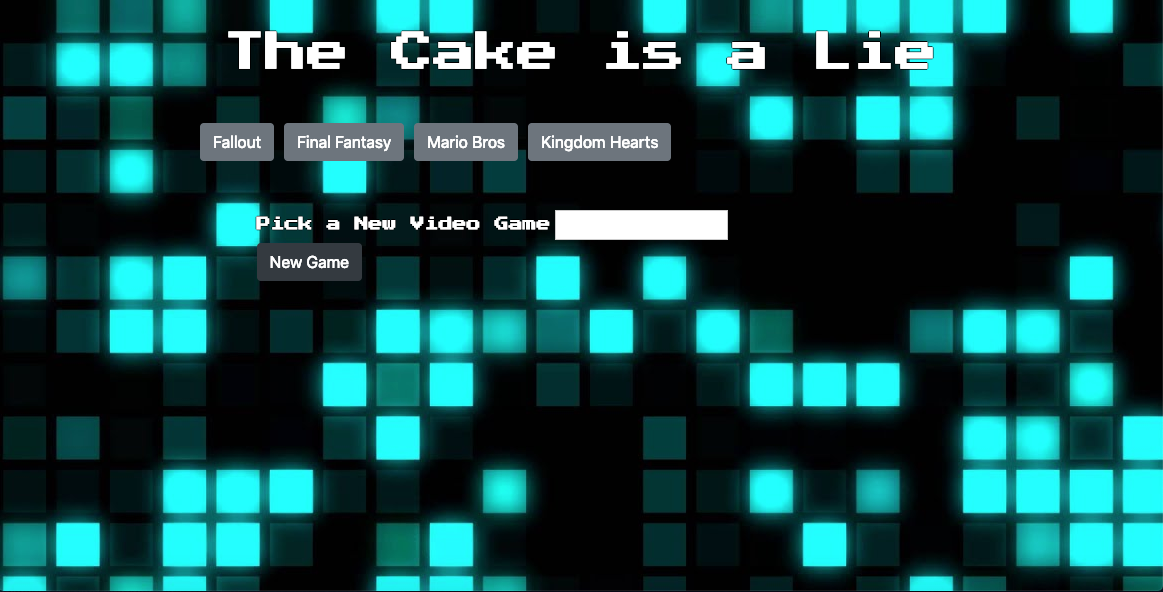 The Cake is a Lie
Fallout Final Fantasy Mario Bros Kingdom Hearts
Pick a New Video Game
New Game